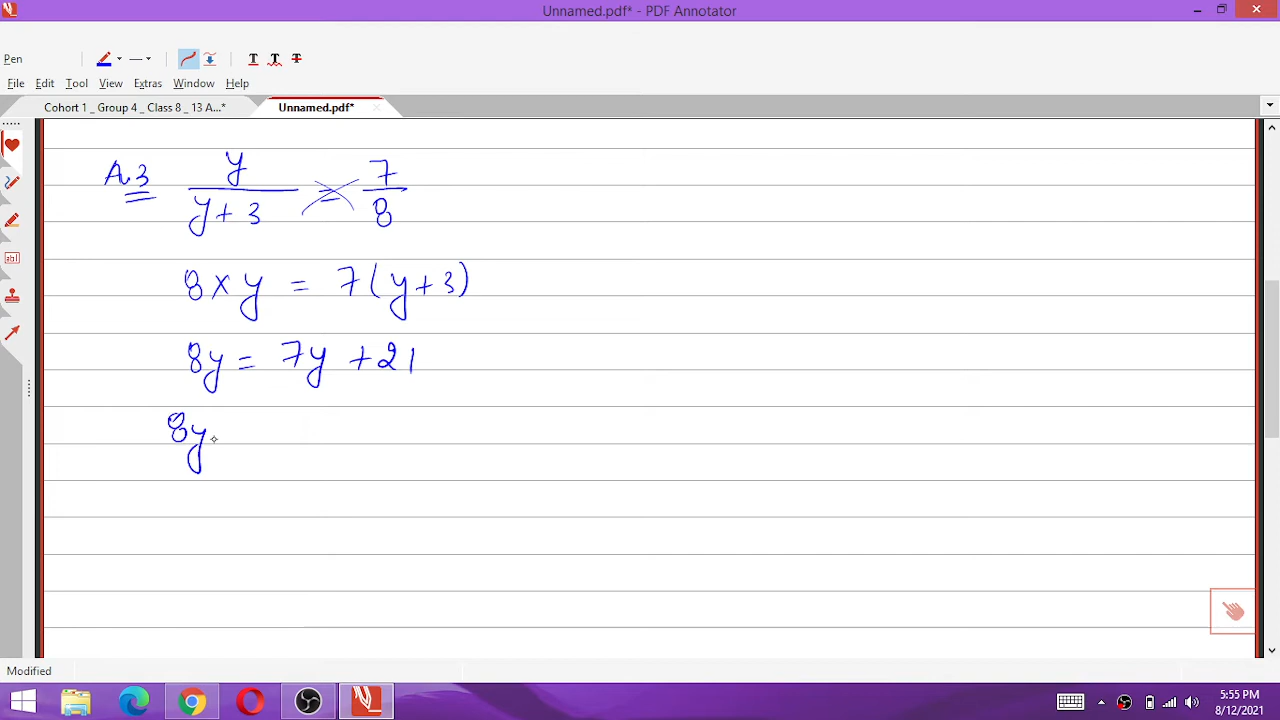 Unnamed.pdf* - PDF Annotator
Pen
T T T
File Edit Tool View Extras Window Help
Cohort 1 _ Group 4 _ Class 8 _ 13 A...* Unnamed.pdf*
A.3 y/(y+3) = 7/8
8 × y = 7(y+3)
8y = 7y +21
8y
Modified
5:55 PM
8/12/2021